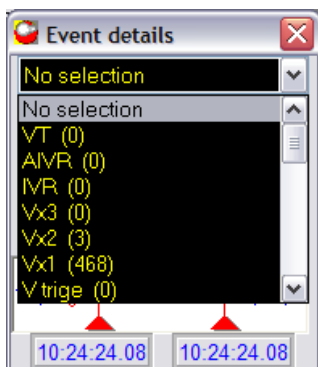 Event details
No selection
No selection
VT (0)
AIVR (0)
IVR (0)
Vx3 (0)
Vx2 (3)
Vx1 (468)
V trige (0)
10:24:24.08 10:24:24.08